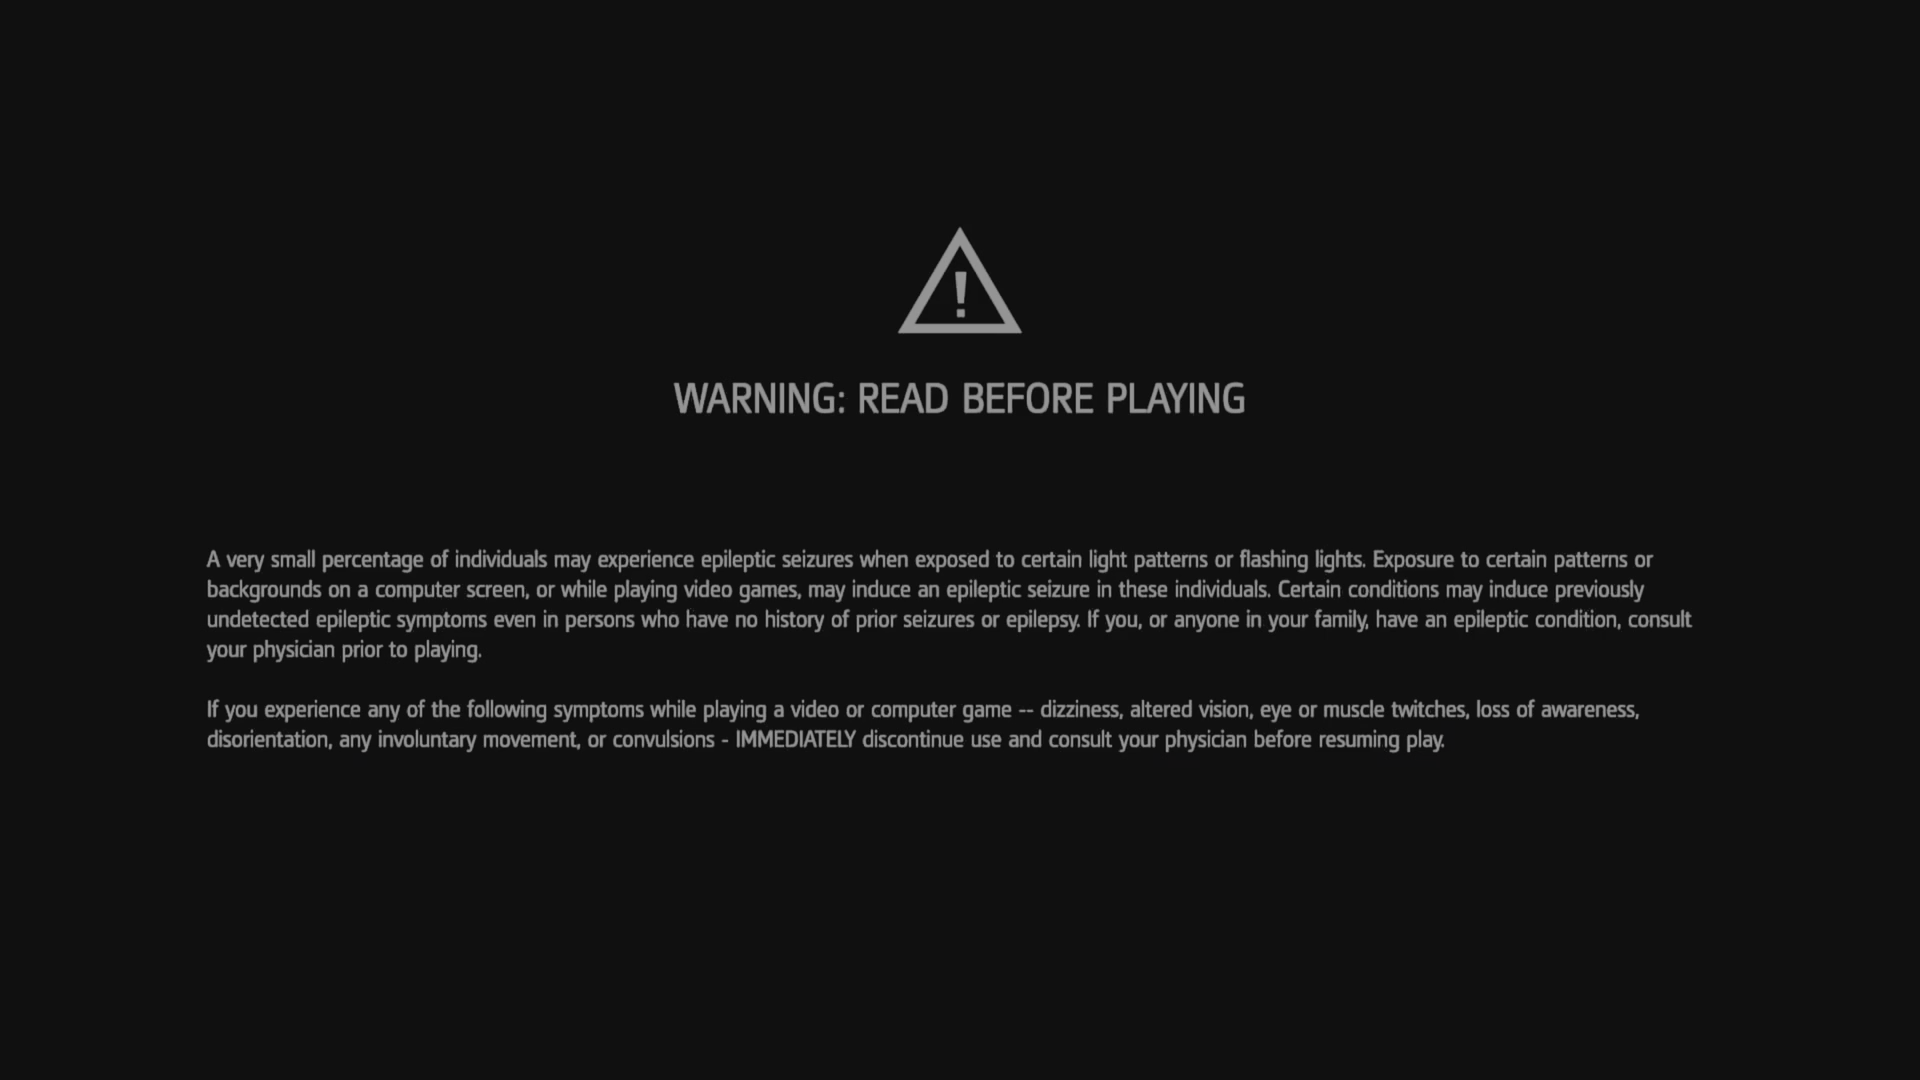 !
WARNING: READ BEFORE PLAYING
A very small percentage of individuals may experience epileptic seizures when exposed to certain light patterns or flashing lights. Exposure to certain patterns or
backgrounds on a computer screen, or while playing video games, may induce an epileptic seizure in these individuals. Certain conditions may induce previously
undetected epileptic symptoms even in persons who have no history of prior seizures or epilepsy. If you, or anyone in your family, have an epileptic condition, consult
your physician prior to playing.
If you experience any of the following symptoms while playing a video or computer game -- dizziness, altered vision, eye or muscle twitches, loss of awareness,
disorientation, any involuntary movement, or convulsions - IMMEDIATELY discontinue use and consult your physician before resuming play.